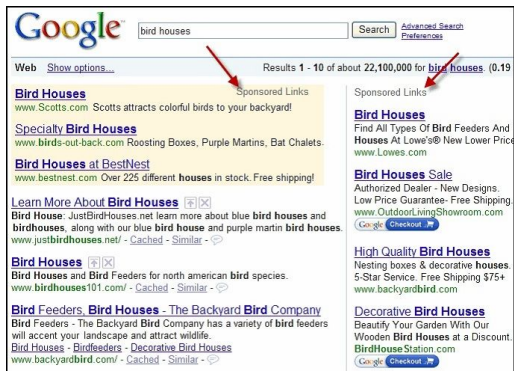 Google™
bird houses
Search
Advanced Search
Preferences
Web Show options...
Results 1 - 10 of about 22,100,000 for bird houses. (0.19
Bird Houses
Sponsored Links
www.Scotts.com Scotts attracts colorful birds to your backyard!
Specialty Bird Houses
www.birds-out-back.com Roosting Boxes, Purple Martins, Bat Chalets.
Bird Houses at BestNest
www.bestnest.com Over 225 different houses in stock. Free shipping!
Learn More About Bird Houses
Bird House: JustBirdHouses.net learn more about blue bird houses and
birdhouses, along with our blue bird house and purple martin bird houses.
www.justbirdhouses.net/ - Cached - Similar -
Bird Houses
Bird Houses and Bird Feeders for north american bird species.
www.birdhouses101.com/ - Cached - Similar -
Bird Feeders, Bird Houses - The Backyard Bird Company
Bird Feeders - The Backyard Bird Company has a variety of bird feeders
will accent your landscape and attract wildlife.
Bird Houses - Birdfeeders - Decorative Bird Houses
www.backyardbird.com/ - Cached - Similar -
Sponsored Links
Bird Houses
Find All Types Of Bird Feeders And
Houses At Lowe's® New Lower Price
www.Lowes.com
Bird Houses Sale
Authorized Dealer - New Designs.
Low Price Guarantee- Free Shipping.
www.OutdoorLivingShowroom.com
Google Checkout
High Quality Bird Houses
Nesting boxes & decorative houses.
5-Star Service. Free Shipping $75+
www.backyardbird.com
Decorative Bird Houses
Beautify Your Garden With Our
Wooden Bird Houses at a Discount.
BirdHouseStation.com
Google Checkout